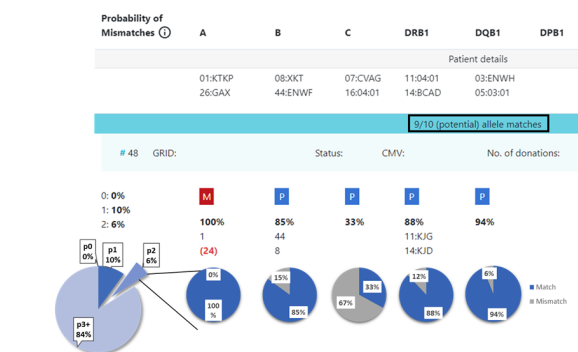 Probability of
Mismatches A B C DRB1 DQB1 DPB1
Patient details
01:KTKP 08:XKT 07:CVAG 11:04:01 03:ENWH
26:GAX 44:ENWF 16:04:01 14:BCAD 05:03:01
9/10 (potential) allele matches
# 48 GRID: Status: CMV: No. of donations:
0: 0% M P P P P
1: 10% 100% 85% 33% 88% 94%
2: 6% 1 44 11:KJG
(24) 8 14:KJD
p0
0%
p1
10%
p2
6%
p3+
84%
0%
100
%
15%
85%
33%
67%
12%
88%
6%
94%
Match
Mismatch